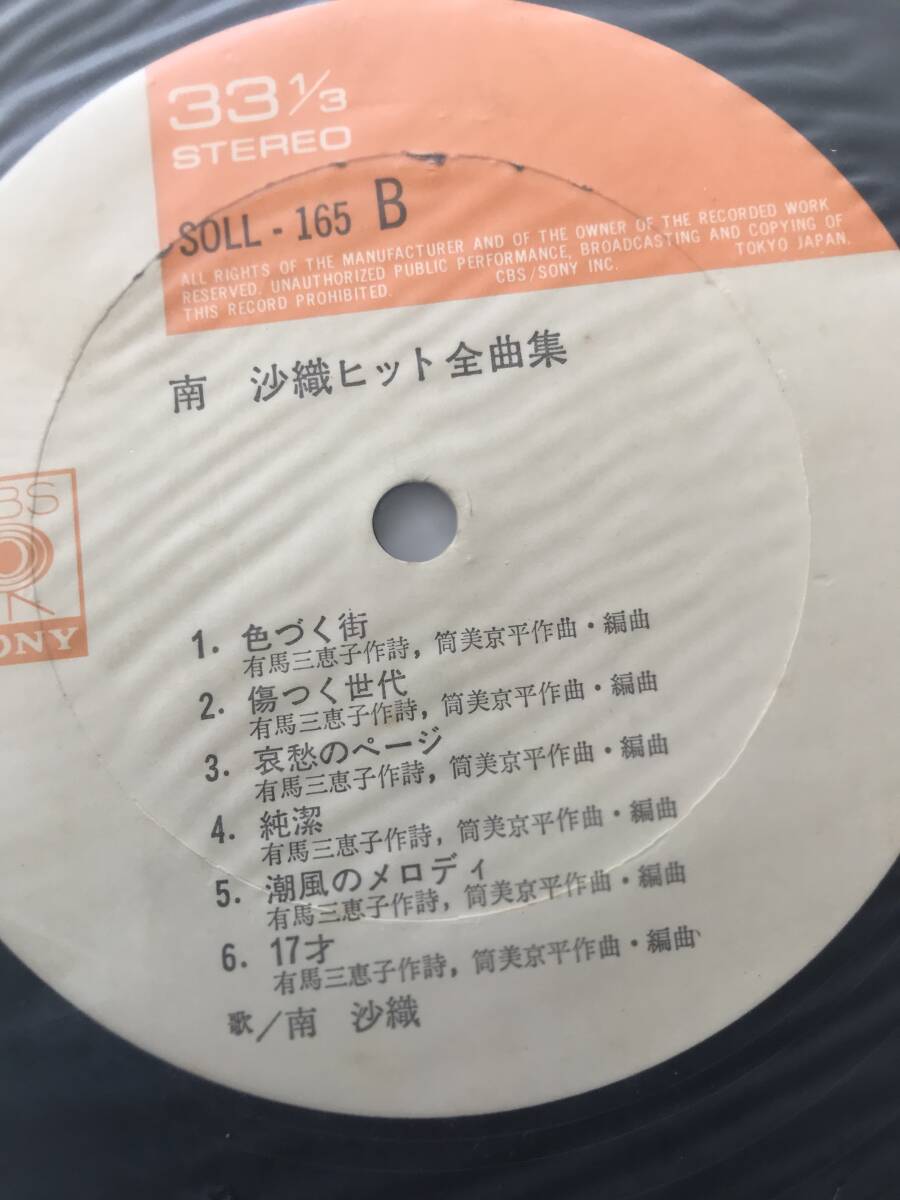 33 1/3
STEREO
SOLL - 165 B
ALL RIGHTS OF THE MANUFACTURER AND OF THE OWNER OF THE RECORDED WORK
RESERVED. UNAUTHORIZED PUBLIC PERFORMANCE, BROADCASTING AND COPYING OF
THIS RECORD PROHIBITED. CBS/SONY INC. TOKYO JAPAN.
南 沙織ヒット全曲集
BS
ONY
1. 色づく街
有馬三恵子作詩, 筒美京平作曲・編曲
2. 傷つく世代
有馬三恵子作詩, 筒美京平作曲・編曲
3. 哀愁のページ
有馬三恵子作詩, 筒美京平作曲・編曲
4. 純潔
有馬三恵子作詩, 筒美京平作曲・編曲
5. 潮風のメロディ
有馬三恵子作詩, 筒美京平作曲・編曲
6. 17才
有馬三恵子作詩, 筒美京平作曲・編曲
歌/南 沙織